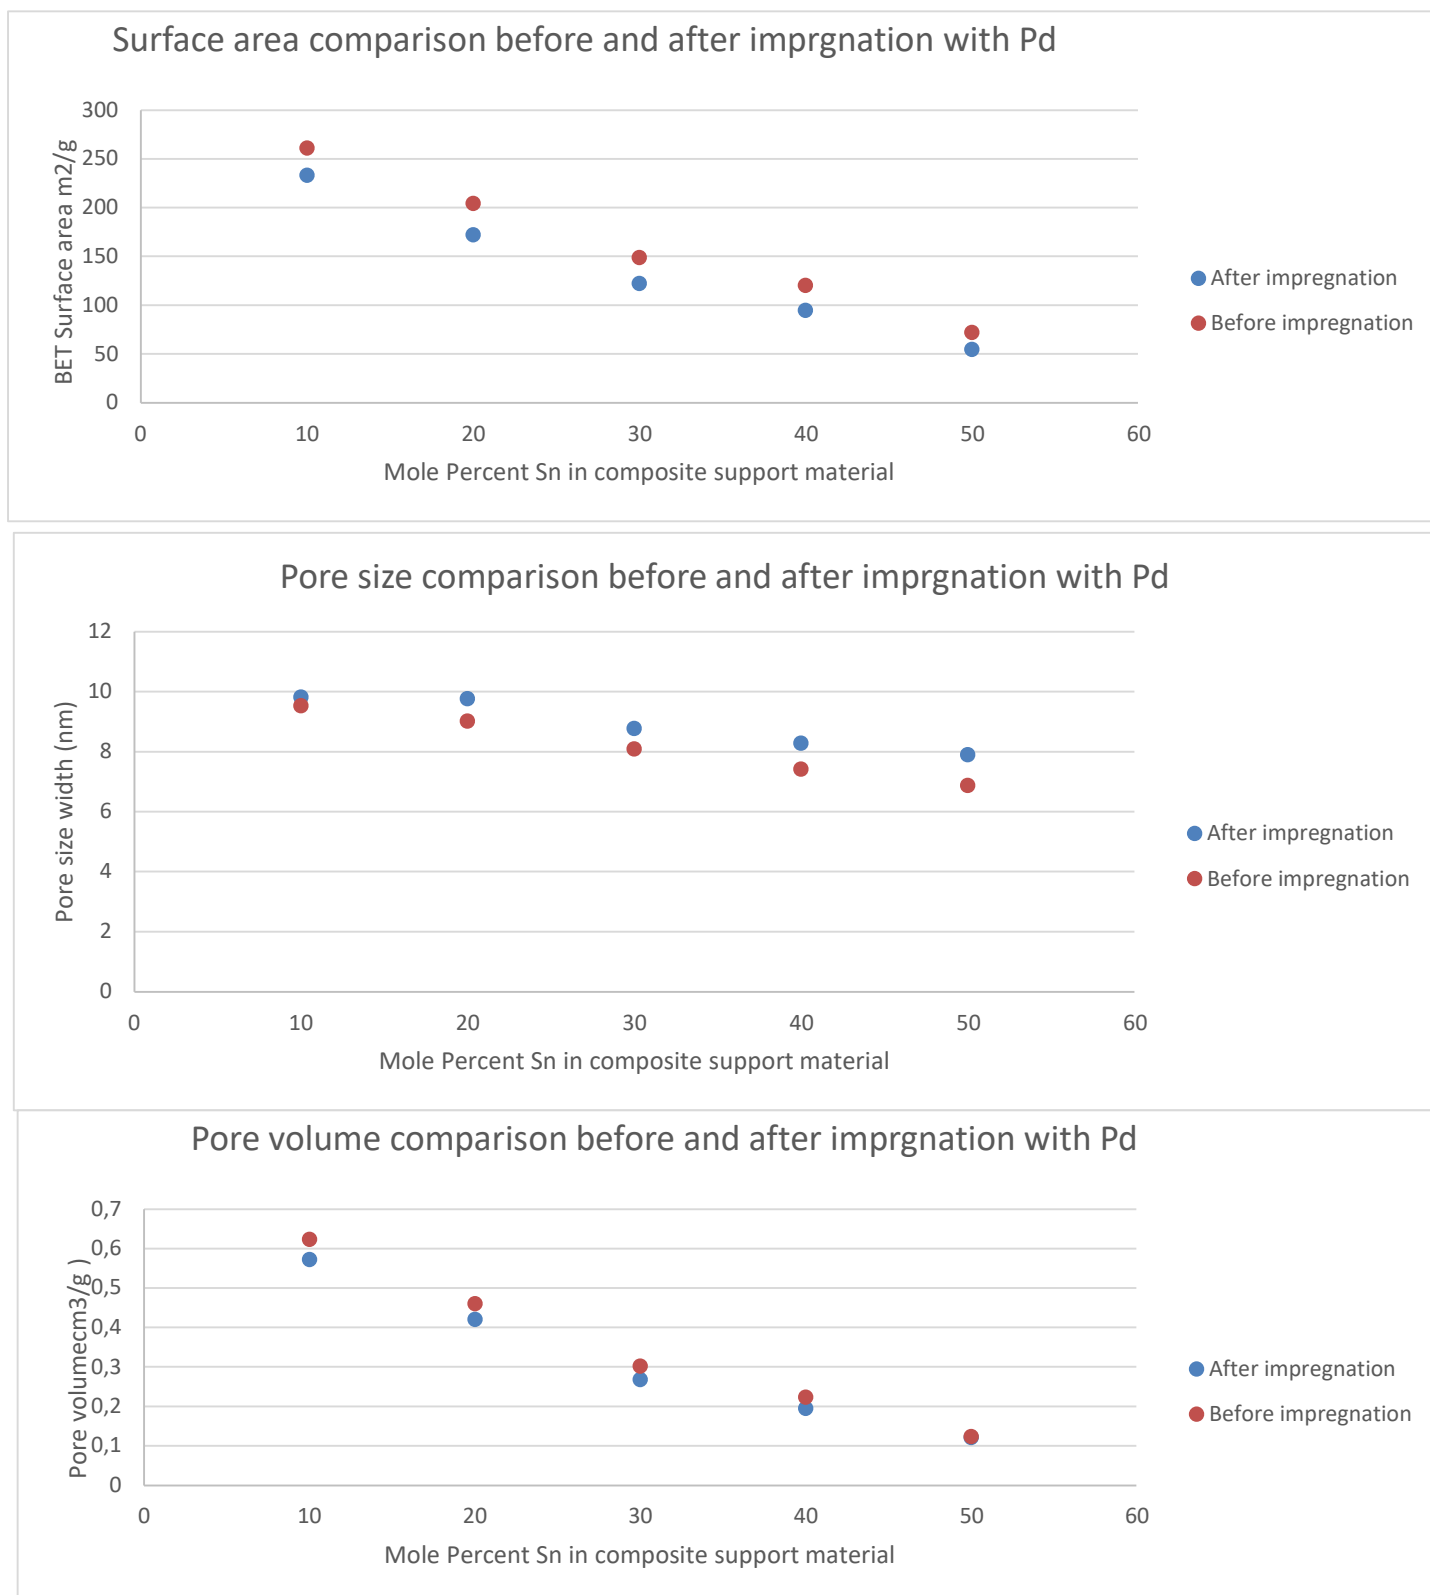 Surface area comparison before and after imprgnation with Pd
300
250
200
150
100
50
0
BET Surface area m2/g
0 10 20 30 40 50 60
Mole Percent Sn in composite support material
After impregnation
Before impregnation
Pore size comparison before and after imprgnation with Pd
12
10
8
6
4
2
0
Pore size width (nm)
0 10 20 30 40 50 60
Mole Percent Sn in composite support material
After impregnation
Before impregnation
Pore volume comparison before and after imprgnation with Pd
0,7
0,6
0,5
0,4
0,3
0,2
0,1
0
Pore volumecm3/g )
0 10 20 30 40 50 60
Mole Percent Sn in composite support material
After impregnation
Before impregnation